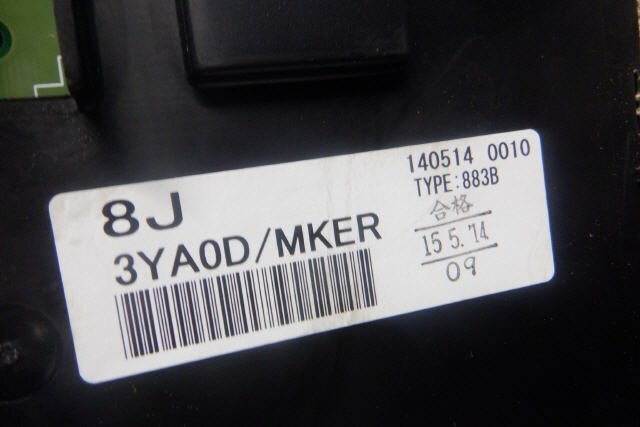 8J
3YA0D/MKER
140514 0010
TYPE:883B
合格
15 5.'14
09